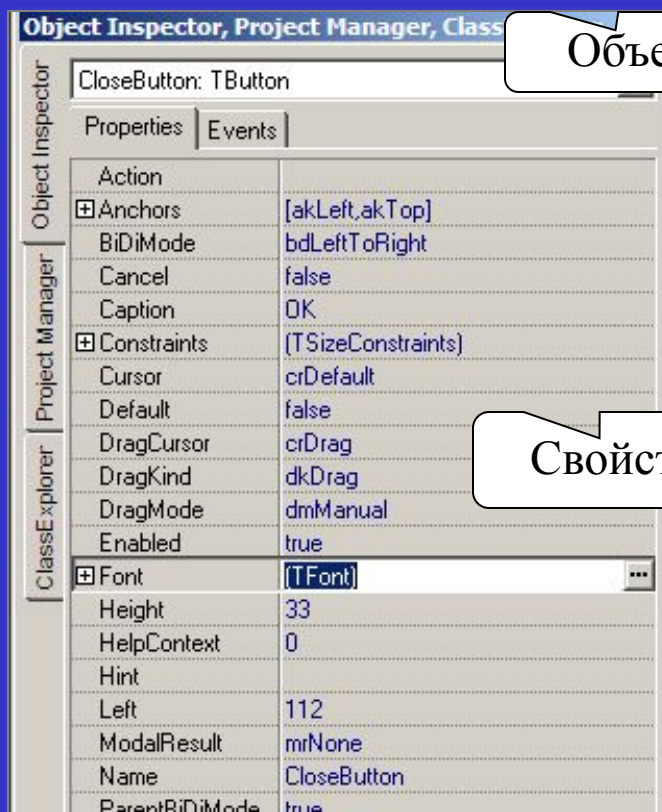 Object Inspector, Project Manager, Class
Объе
CloseButton: TButton
Properties Events
Object Inspector
Project Manager
ClassExplorer
Action
Anchors [akLeft,akTop]
BiDiMode bdLeftToRight
Cancel false
Caption OK
Constraints (TSizeConstraints)
Cursor crDefault
Default false
DragCursor crDrag
Свойст
DragKind dkDrag
DragMode dmManual
Enabled true
Font (TFont) ...
Height 33
HelpContext 0
Hint
Left 112
ModalResult mrNone
Name CloseButton
ParentBiDiMode true